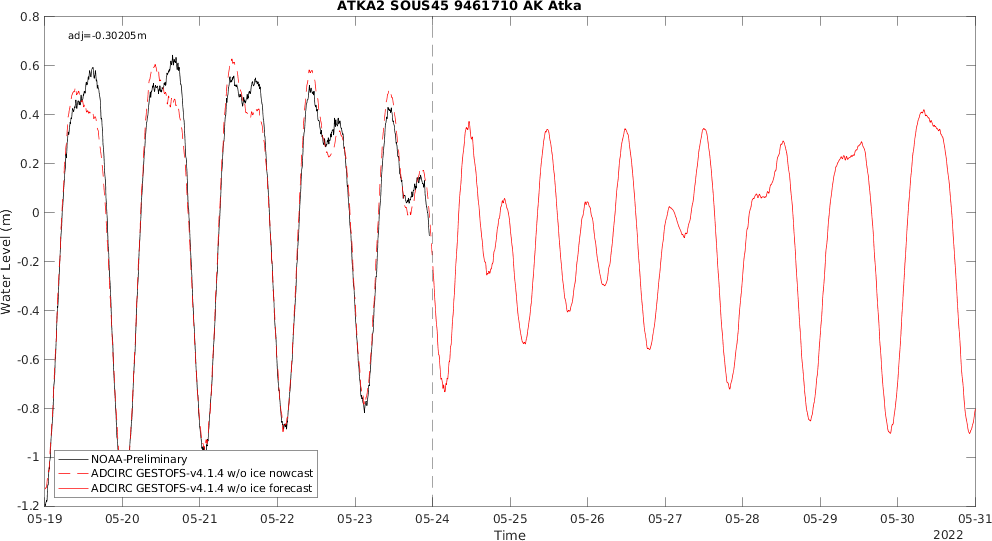 ATKA2 SOUS45 9461710 AK Atka
adj=-0.30205m
0.8
0.6
0.4
0.2
0
-0.2
-0.4
-0.6
-0.8
-1
-1.2
Water Level (m)
NOAA-Preliminary
ADCIRC GESTOFS-v4.1.4 w/o ice nowcast
ADCIRC GESTOFS-v4.1.4 w/o ice forecast
05-19 05-20 05-21 05-22 05-23 05-24 05-25 05-26 05-27 05-28 05-29 05-30 05-31
Time
2022